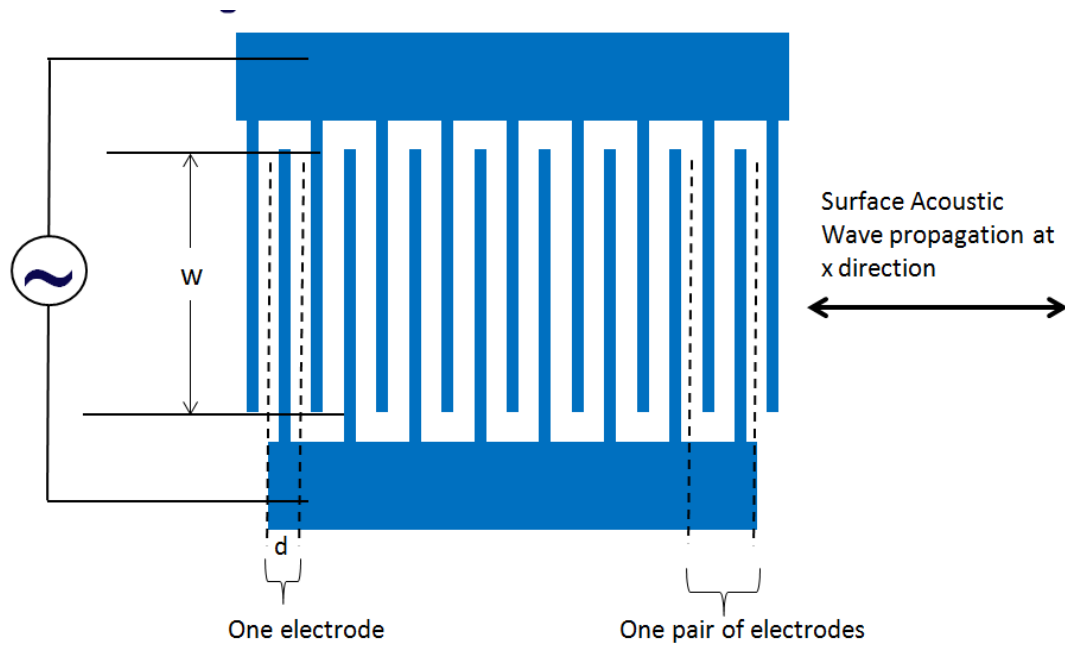 W
Surface Acoustic
Wave propagation at
x direction
d
One electrode
One pair of electrodes